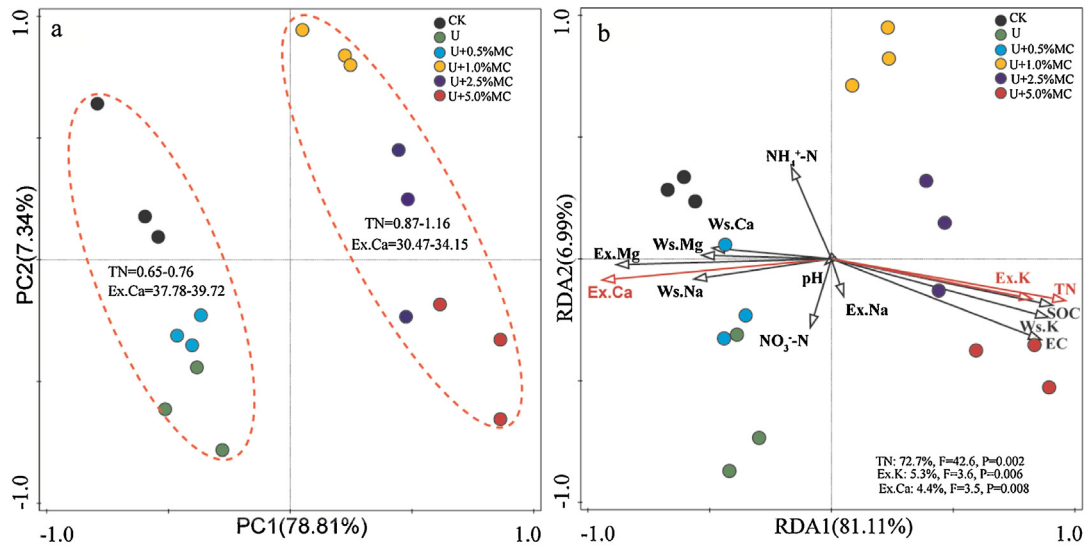 a
1.0
CK
U
U+0.5%MC
U+1.0%MC
U+2.5%MC
U+5.0%MC
TN=0.87-1.16
Ex.Ca=30.47-34.15
TN=0.65-0.76
Ex.Ca=37.78-39.72
PC2(7.34%)
-1.0
-1.0
PC1(78.81%)
1.0
b
1.0
CK
U
U+0.5%MC
U+1.0%MC
U+2.5%MC
U+5.0%MC
NH₄⁺-N
Ws.Ca
Ws.Mg
Ex.Mg
Ex.Ca
Ws.Na
pH
Ex.Na
NO₃⁻-N
Ex.K
TN
SOC
Ws.K
EC
RDA2(6.99%)
TN: 72.7%, F=42.6, P=0.002
Ex.K: 5.3%, F=3.6, P=0.006
Ex.Ca: 4.4%, F=3.5, P=0.008
-1.0
-1.0
RDA1(81.11%)
1.0